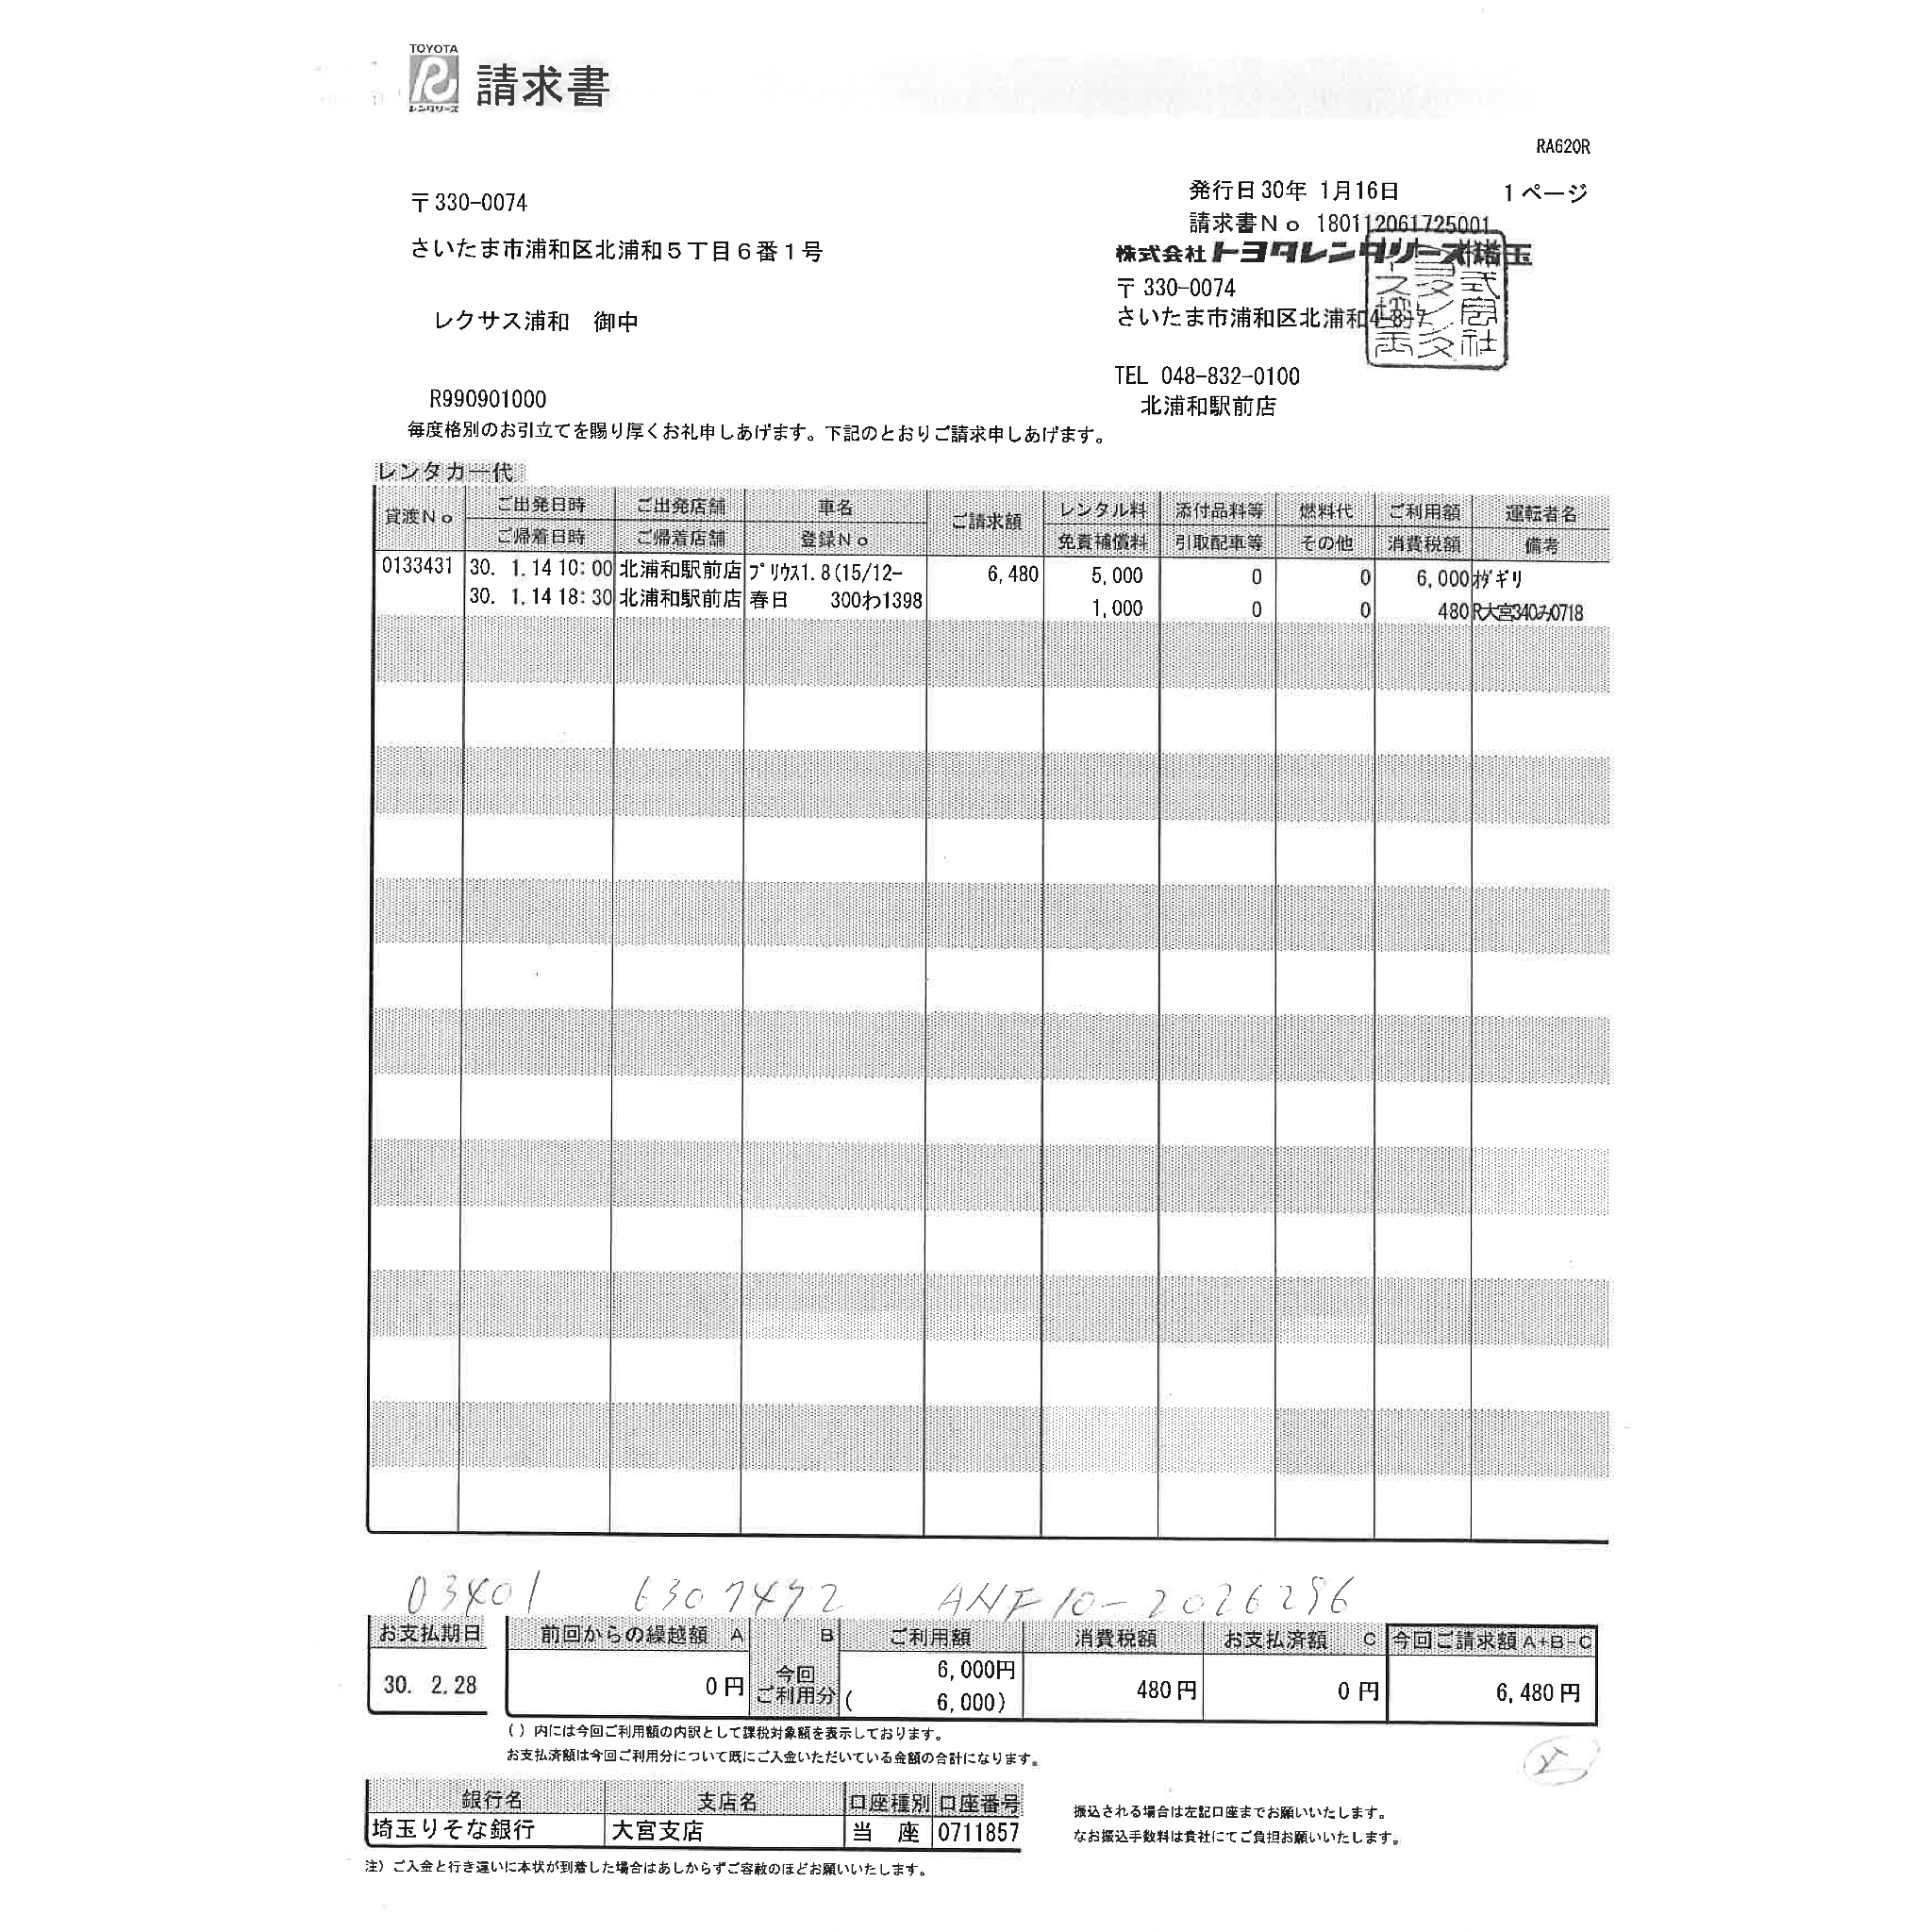 TOYOTA
レンタリース
請求書
RA620R
〒330-0074
発行日30年 1月16日 1ページ
請求書No 180112061725001
さいたま市浦和区北浦和5丁目6番1号
株式会社トヨタレンタリース埼玉
〒330-0074
さいたま市浦和区北浦和4-8-7
レクサス浦和 御中
TEL 048-832-0100
北浦和駅前店
R990901000
毎度格別のお引立てを賜り厚くお礼申しあげます。下記のとおりご請求申しあげます。
レンタカー代
貸渡No ご出発日時 ご出発店舗 車名 ご請求額 レンタル料 添付品料等 燃料代 ご利用額 運転者名
ご帰着日時 ご帰着店舗 登録No 免責補償料 引取配車等 その他 消費税額 備考
0133431 30. 1.14 10:00 北浦和駅前店 プリウス1.8(15/12- 6,480 5,000 0 0 6,000 オダギリ
30. 1.14 18:30 北浦和駅前店 春日 300わ1398 1,000 0 0 480 R大宮340み0718
03401 6307472 ANF10-2026296
お支払期日 前回からの繰越額 A B ご利用額 消費税額 お支払済額 C 今回ご請求額A+B-C
30. 2.28 0円 今回ご利用分 6,000円 480円 0円 6,480円
( 6,000)
( )内には今回ご利用額の内訳として課税対象額を表示しております。
お支払済額は今回ご利用分について既にご入金いただいている金額の合計になります。
銀行名 支店名 口座種別 口座番号
埼玉りそな銀行 大宮支店 当 座 0711857
振込される場合は左記口座までお願いいたします。
なお振込手数料は貴社にてご負担お願いいたします。
注)ご入金と行き違いに本状が到着した場合はあしからずご容赦のほどお願いいたします。